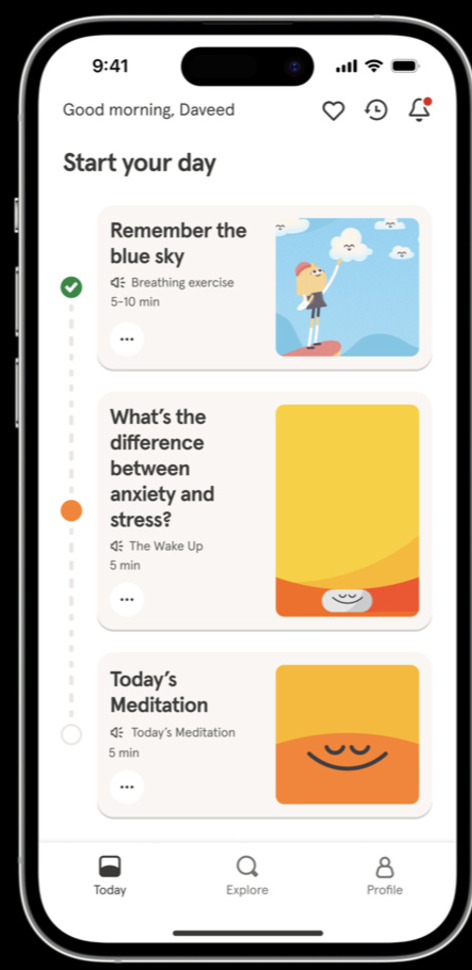 9:41
Good morning, Daveed
Start your day
Remember the
blue sky
Breathing exercise
5-10 min
What’s the
difference
between
anxiety and
stress?
The Wake Up
5 min
Today’s
Meditation
Today’s Meditation
5 min
Today
Explore
Profile